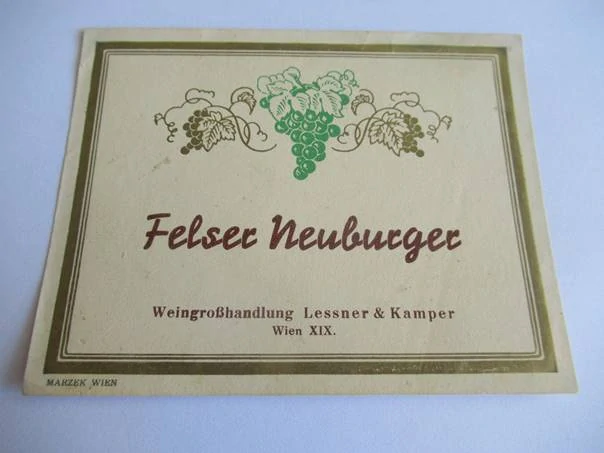 Felser Neuburger
Weingroßhandlung Lessner & Kamper
Wien XIX.
MARZEK WIEN